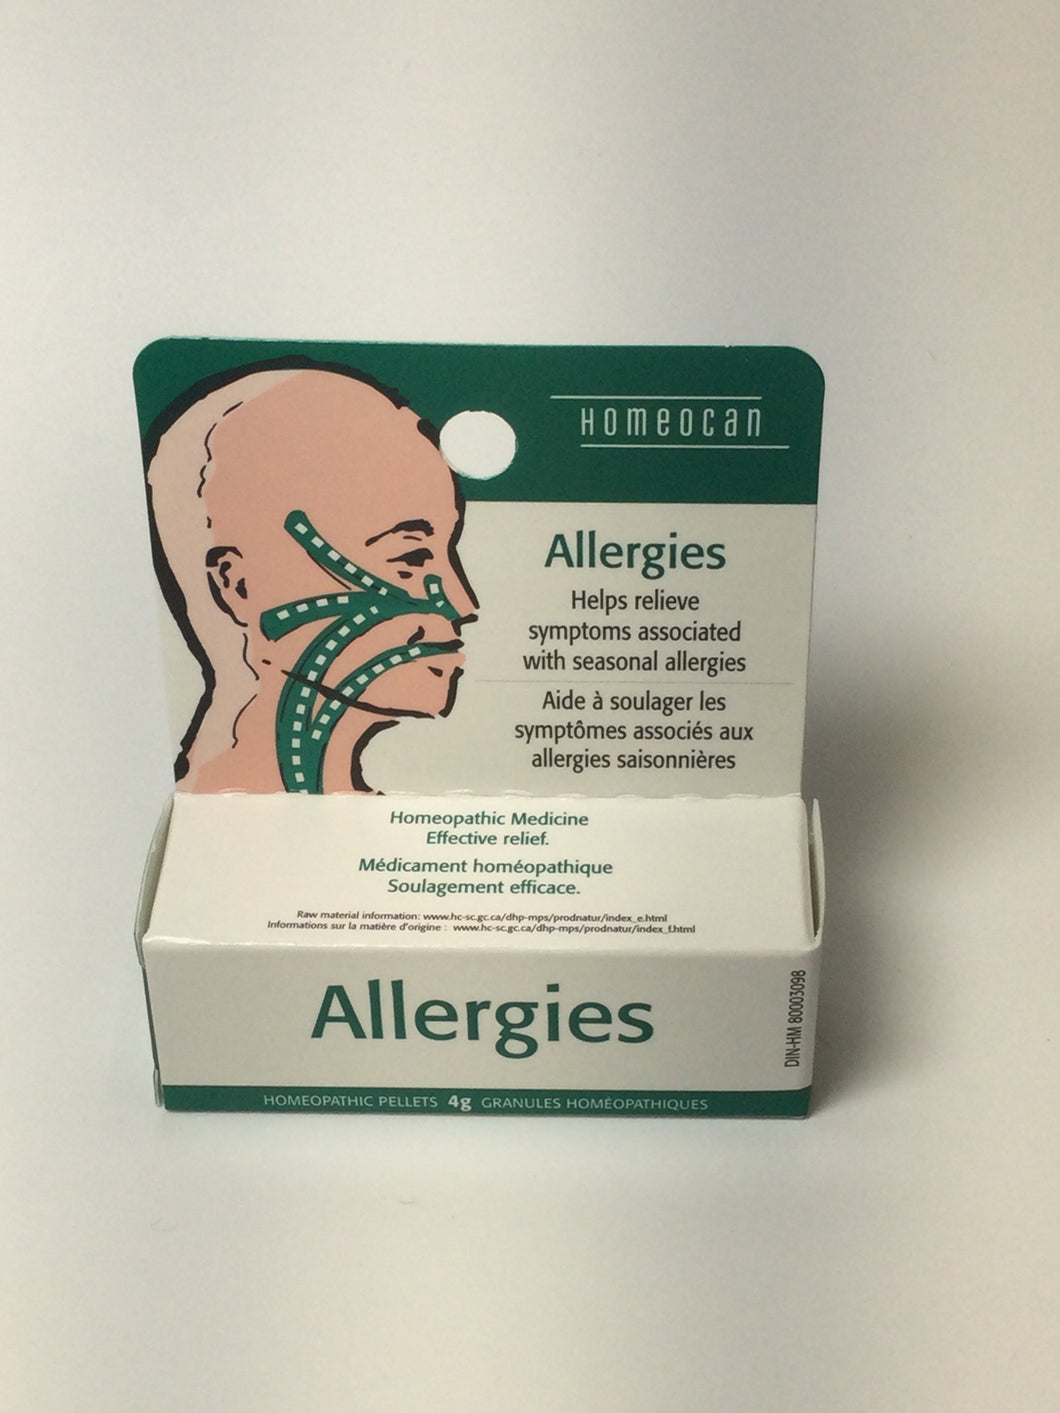 HOMEOCAN
Allergies
Helps relieve
symptoms associated
with seasonal allergies
Aide à soulager les
symptômes associés aux
allergies saisonnières
Homeopathic Medicine
Effective relief.
Médicament homéopathique
Soulagement efficace.
Raw material information: www.hc-sc.gc.ca/dhp-mps/prodnatur/index_e.html
Informations sur la matière d'origine : www.hc-sc.gc.ca/dhp-mps/prodnatur/index_f.html
Allergies
DIN-HM 80003098
HOMEOPATHIC PELLETS 4g GRANULES HOMÉOPATHIQUES